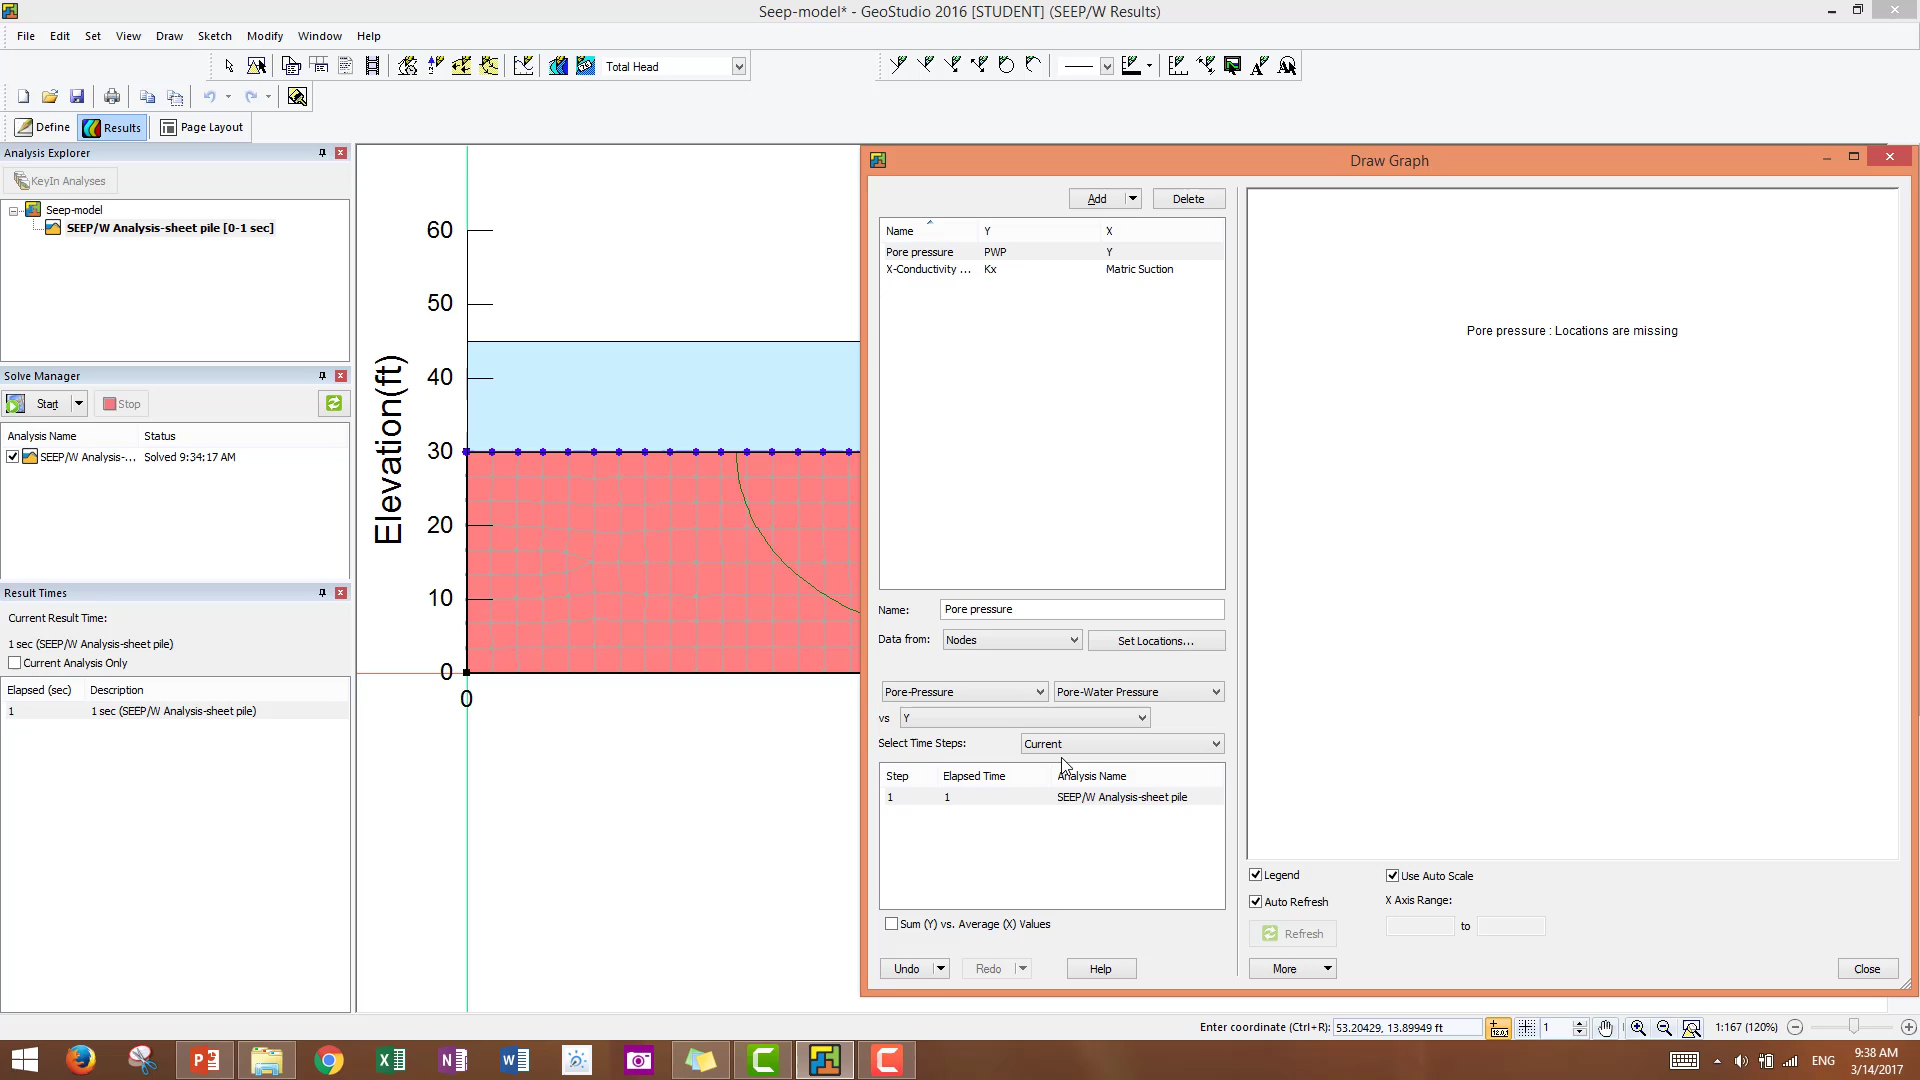 Seep-model* - GeoStudio 2016 [STUDENT] (SEEP/W Results)
File Edit Set View Draw Sketch Modify Window Help
Total Head
Define Results Page Layout
Analysis Explorer
KeyIn Analyses
Seep-model
SEEP/W Analysis-sheet pile [0-1 sec]
Solve Manager
Start Stop
Analysis Name Status
SEEP/W Analysis-... Solved 9:34:17 AM
Result Times
Current Result Time:
1 sec (SEEP/W Analysis-sheet pile)
Current Analysis Only
Elapsed (sec) Description
1 1 sec (SEEP/W Analysis-sheet pile)
Elevation(ft)
60
50
40
30
20
10
0
0
Draw Graph
Add Delete
Name Y X
Pore pressure PWP Y
X-Conductivity ... Kx Matric Suction
Name: Pore pressure
Data from: Nodes Set Locations...
Pore-Pressure Pore-Water Pressure
vs Y
Select Time Steps: Current
Step Elapsed Time Analysis Name
1 1 SEEP/W Analysis-sheet pile
Sum (Y) vs. Average (X) Values
Undo Redo Help
Pore pressure : Locations are missing
Legend Use Auto Scale
Auto Refresh X Axis Range:
Refresh to
More Close
Enter coordinate (Ctrl+R): 53.20429, 13.89949 ft 1 1:167 (120%)
ENG 9:38 AM
3/14/2017